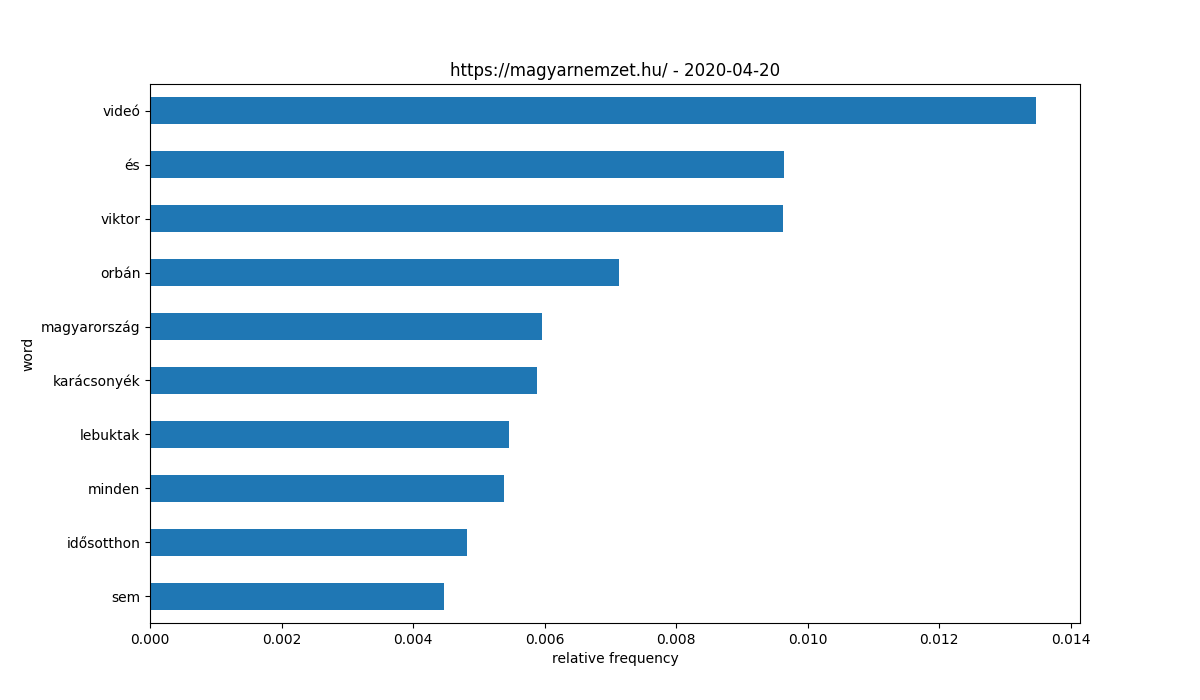 https://magyarnemzet.hu/ - 2020-04-20
videó
és
viktor
orbán
magyarország
karácsonyék
lebuktak
minden
idősotthon
sem
word
0.000 0.002 0.004 0.006 0.008 0.010 0.012 0.014
relative frequency